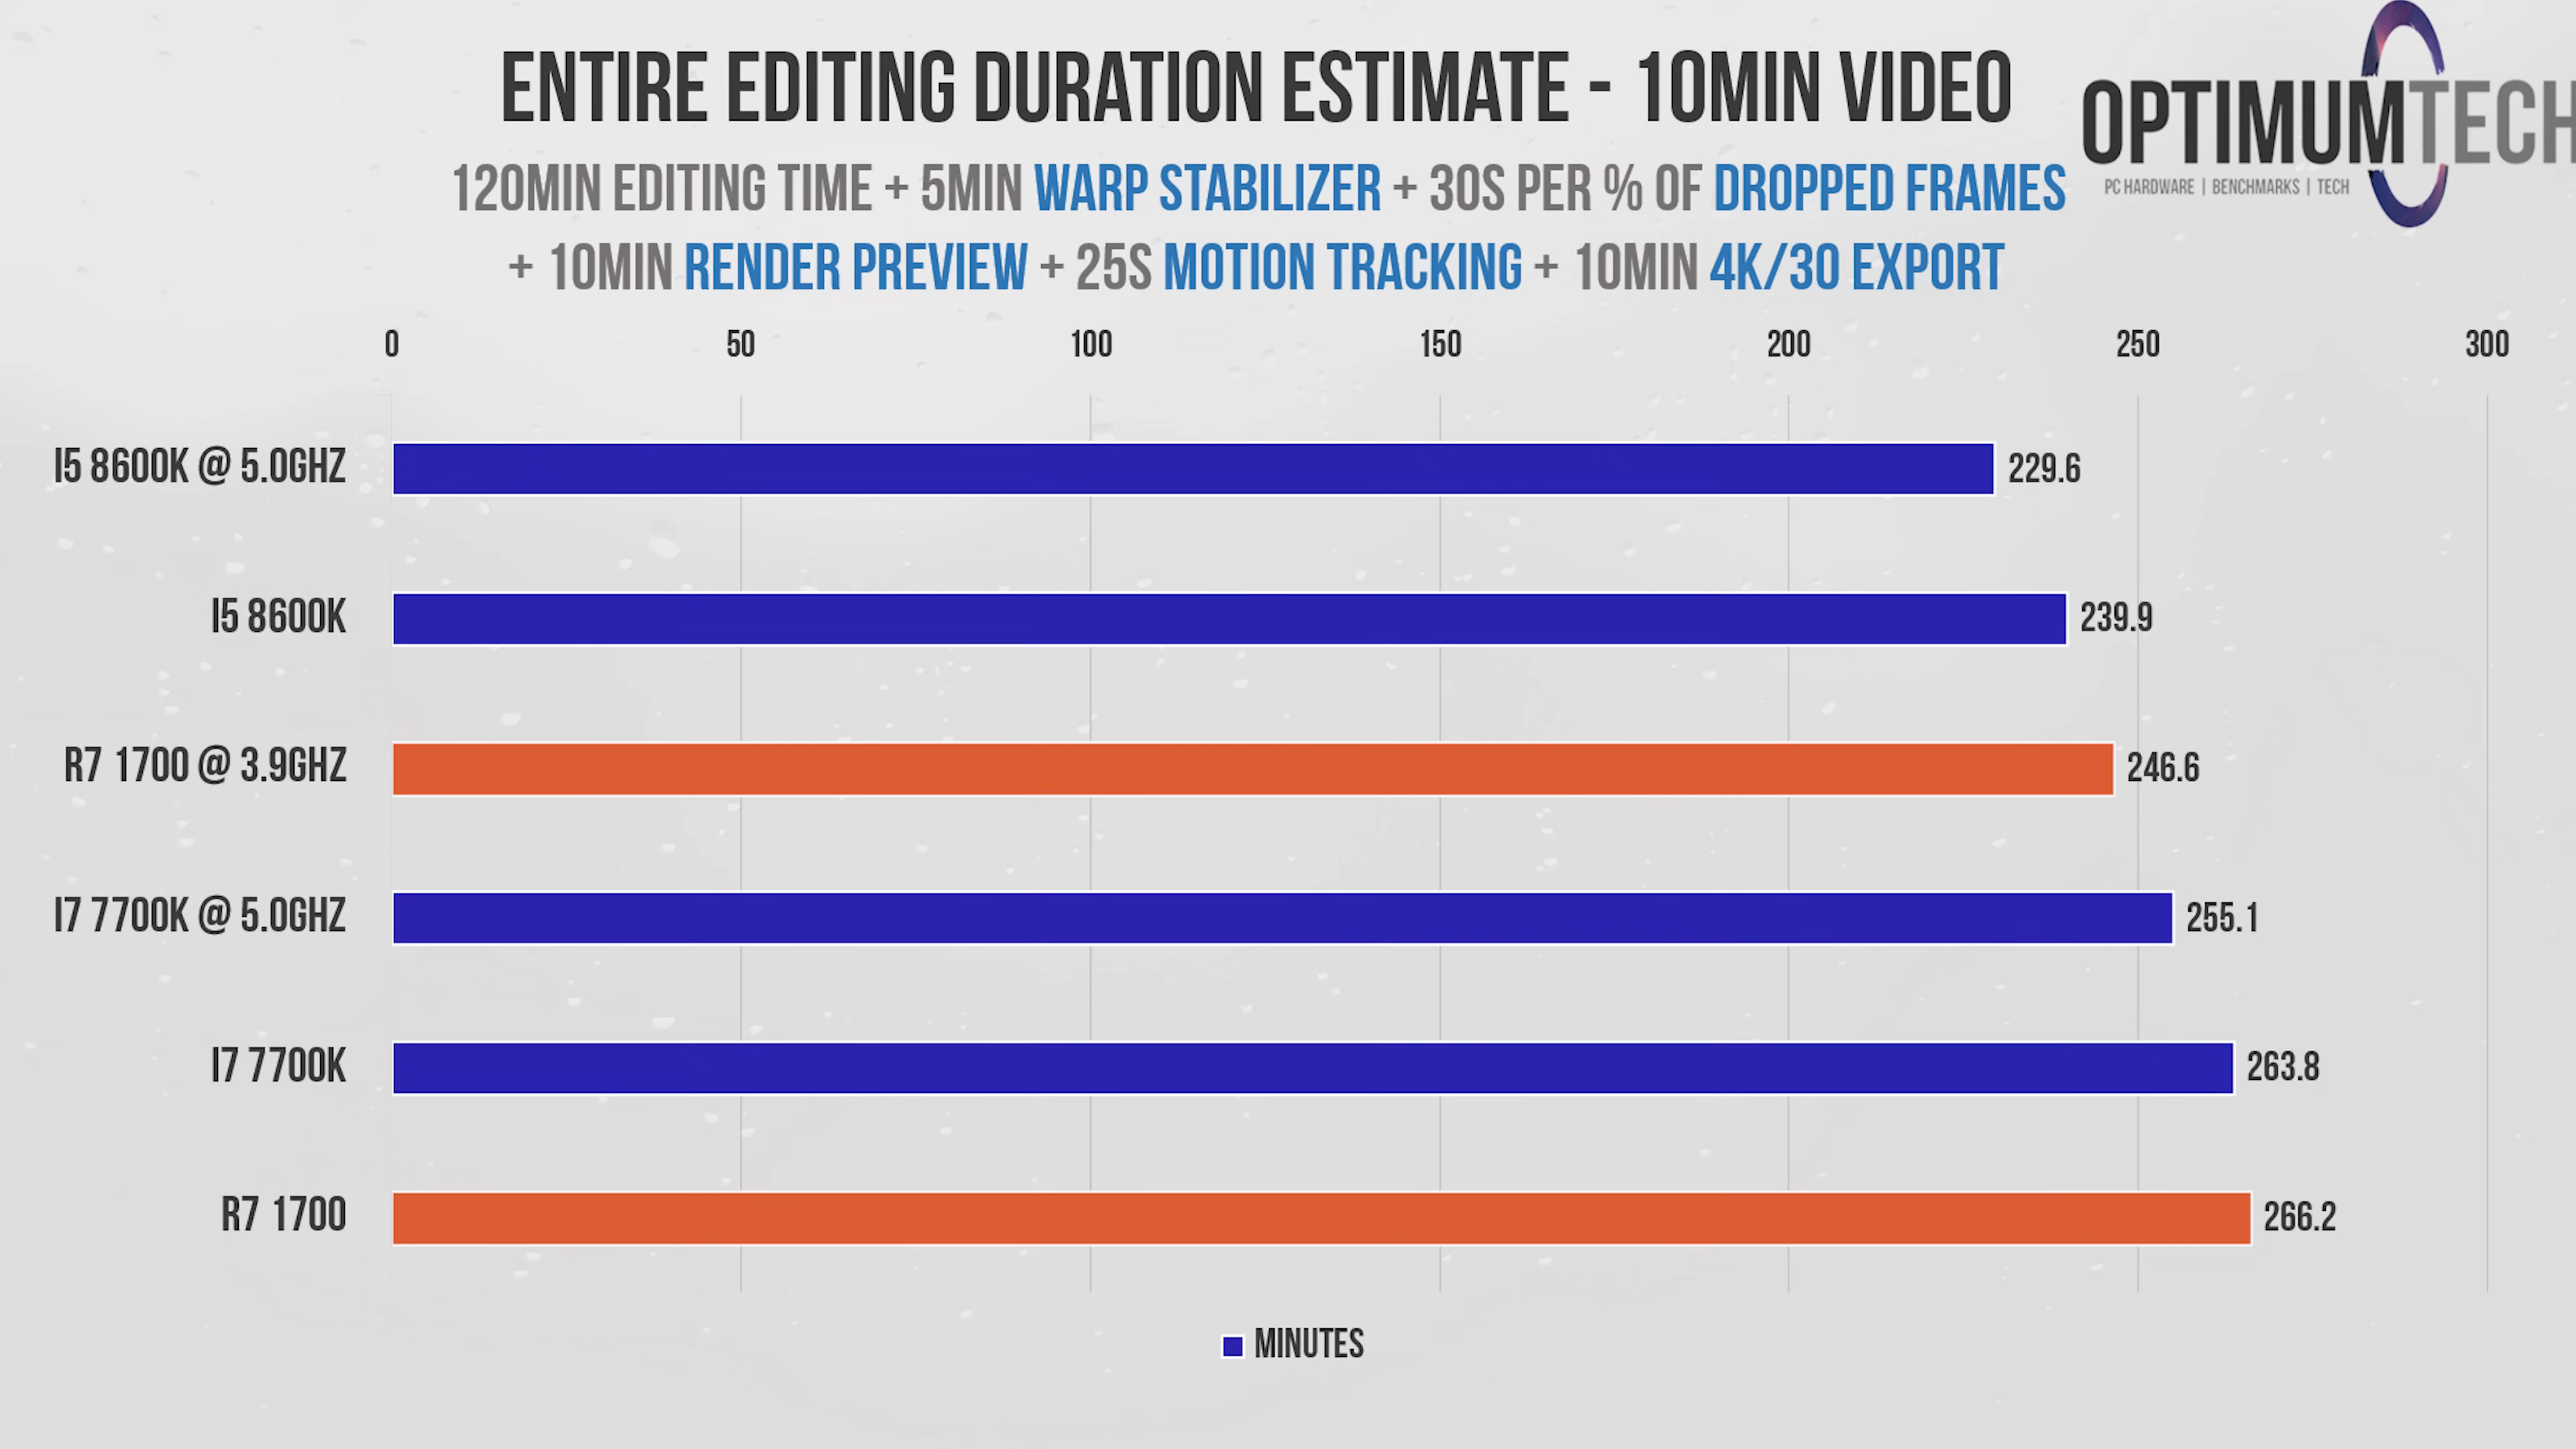 ENTIRE EDITING DURATION ESTIMATE - 10MIN VIDEO
120MIN EDITING TIME + 5MIN WARP STABILIZER + 30S PER % OF DROPPED FRAMES
+ 10MIN RENDER PREVIEW + 25S MOTION TRACKING + 10MIN 4K/30 EXPORT
OPTIMUMTECH
PC HARDWARE | BENCHMARKS | TECH
0 50 100 150 200 250 300
I5 8600K @ 5.0GHZ 229.6
I5 8600K 239.9
R7 1700 @ 3.9GHZ 246.6
I7 7700K @ 5.0GHZ 255.1
I7 7700K 263.8
R7 1700 266.2
MINUTES